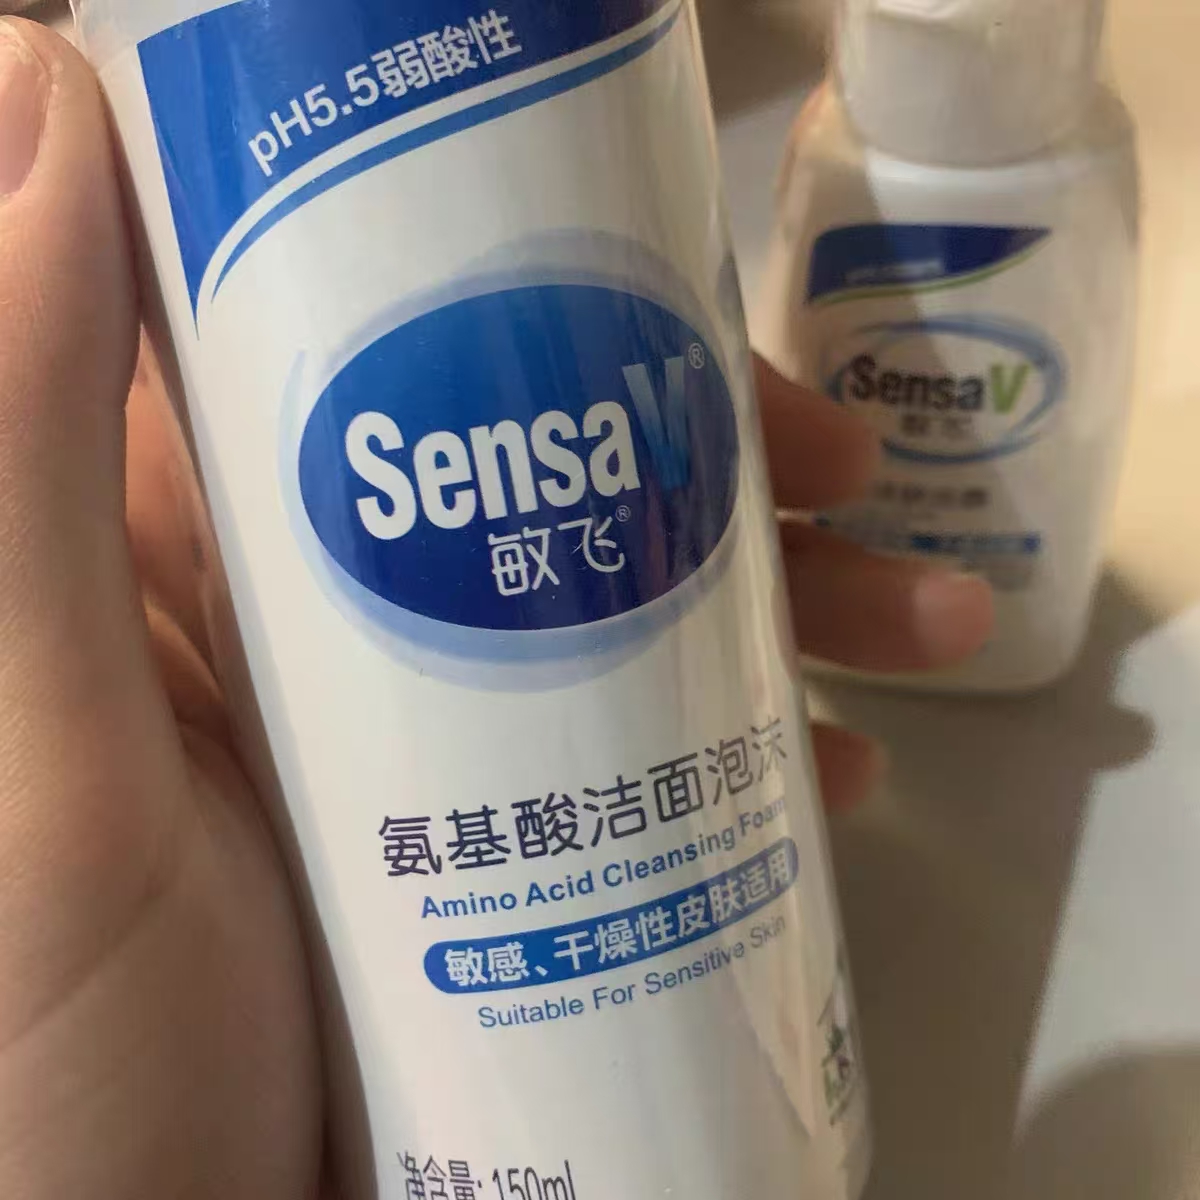 pH5.5弱酸性
SensaV®
敏飞®
氨基酸洁面泡沫
Amino Acid Cleansing Foam
敏感、干燥性皮肤适用
Suitable For Sensitive Skin
净含量: 150ml
SensaV
敏飞